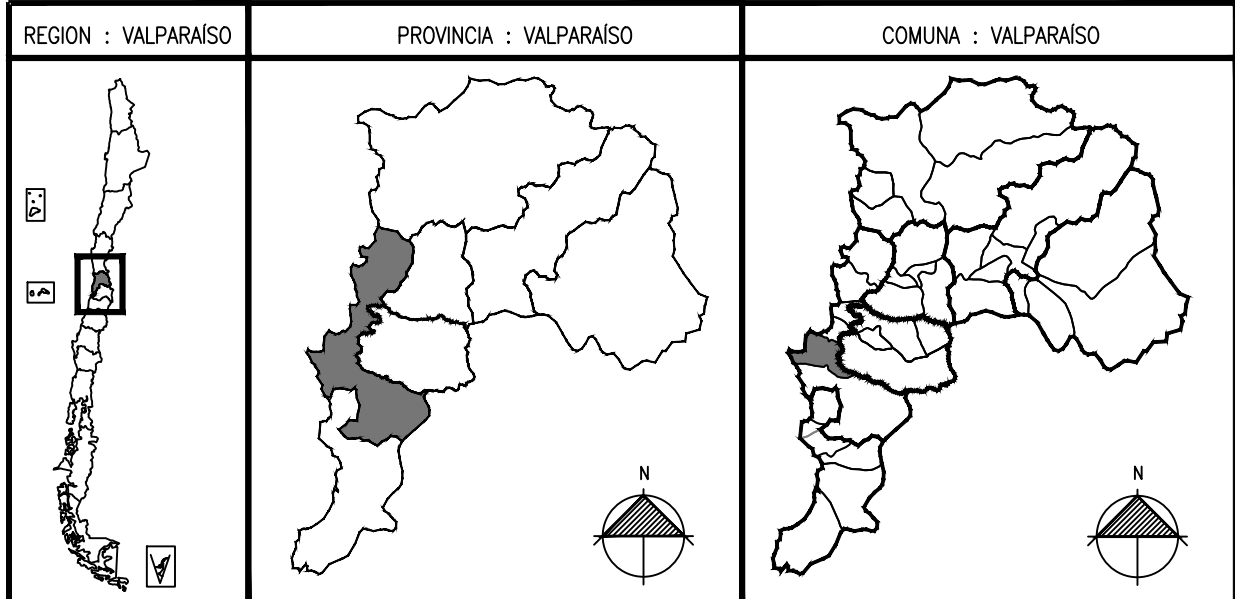 REGION : VALPARAÍSO
PROVINCIA : VALPARAÍSO
COMUNA : VALPARAÍSO
N
N